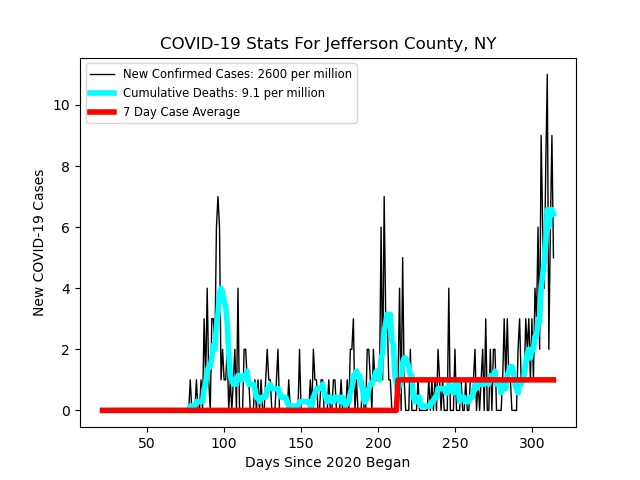 COVID-19 Stats For Jefferson County, NY
New Confirmed Cases: 2600 per million
Cumulative Deaths: 9.1 per million
7 Day Case Average
New COVID-19 Cases
10
8
6
4
2
0
50 100 150 200 250 300
Days Since 2020 Began